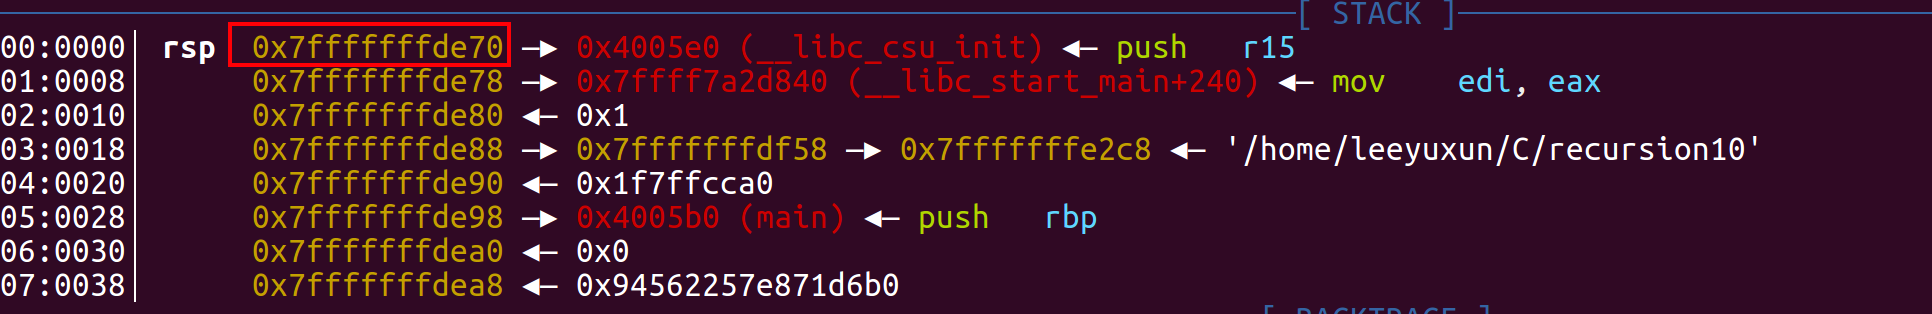 [ STACK ]
00:0000│ rsp 0x7fffffffde70 —▸ 0x4005e0 (__libc_csu_init) ◂— push r15
01:0008│ 0x7fffffffde78 —▸ 0x7ffff7a2d840 (__libc_start_main+240) ◂— mov edi, eax
02:0010│ 0x7fffffffde80 ◂— 0x1
03:0018│ 0x7fffffffde88 —▸ 0x7fffffffdf58 —▸ 0x7fffffffe2c8 ◂— '/home/leeyuxun/C/recursion10'
04:0020│ 0x7fffffffde90 ◂— 0x1f7ffcca0
05:0028│ 0x7fffffffde98 —▸ 0x4005b0 (main) ◂— push rbp
06:0030│ 0x7fffffffdea0 ◂— 0x0
07:0038│ 0x7fffffffdea8 ◂— 0x94562257e871d6b0
[ BACKTRACE ]